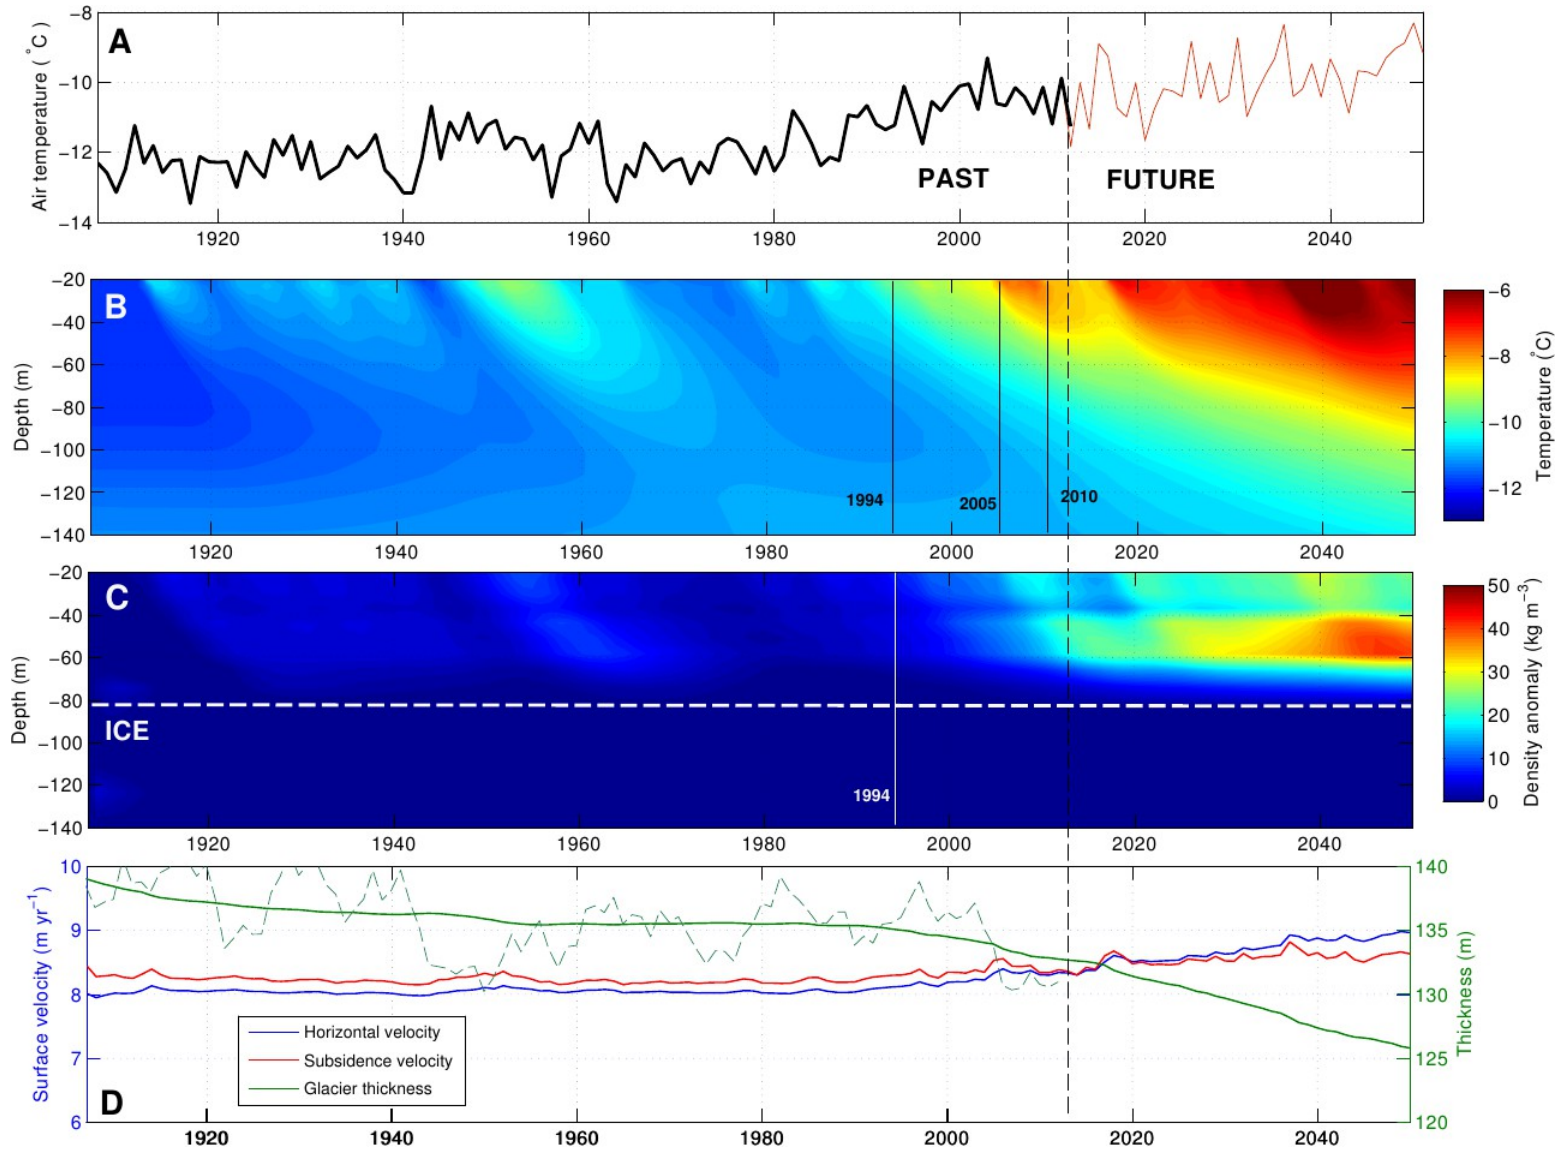 A
Air temperature ( °C)
−8
−10
−12
−14
PAST
FUTURE
1920 1940 1960 1980 2000 2020 2040
B
Depth (m)
−20
−40
−60
−80
−100
−120
−140
1994
2005
2010
1920 1940 1960 1980 2000 2020 2040
−6
−8
−10
−12
Temperature (°C)
C
Depth (m)
−20
−40
−60
−80
−100
−120
−140
ICE
1994
1920 1940 1960 1980 2000 2020 2040
50
40
30
20
10
0
Density anomaly (kg m⁻³)
D
Surface velocity (m yr⁻¹)
10
9
8
7
6
Horizontal velocity
Subsidence velocity
Glacier thickness
140
135
130
125
120
Thickness (m)
1920 1940 1960 1980 2000 2020 2040